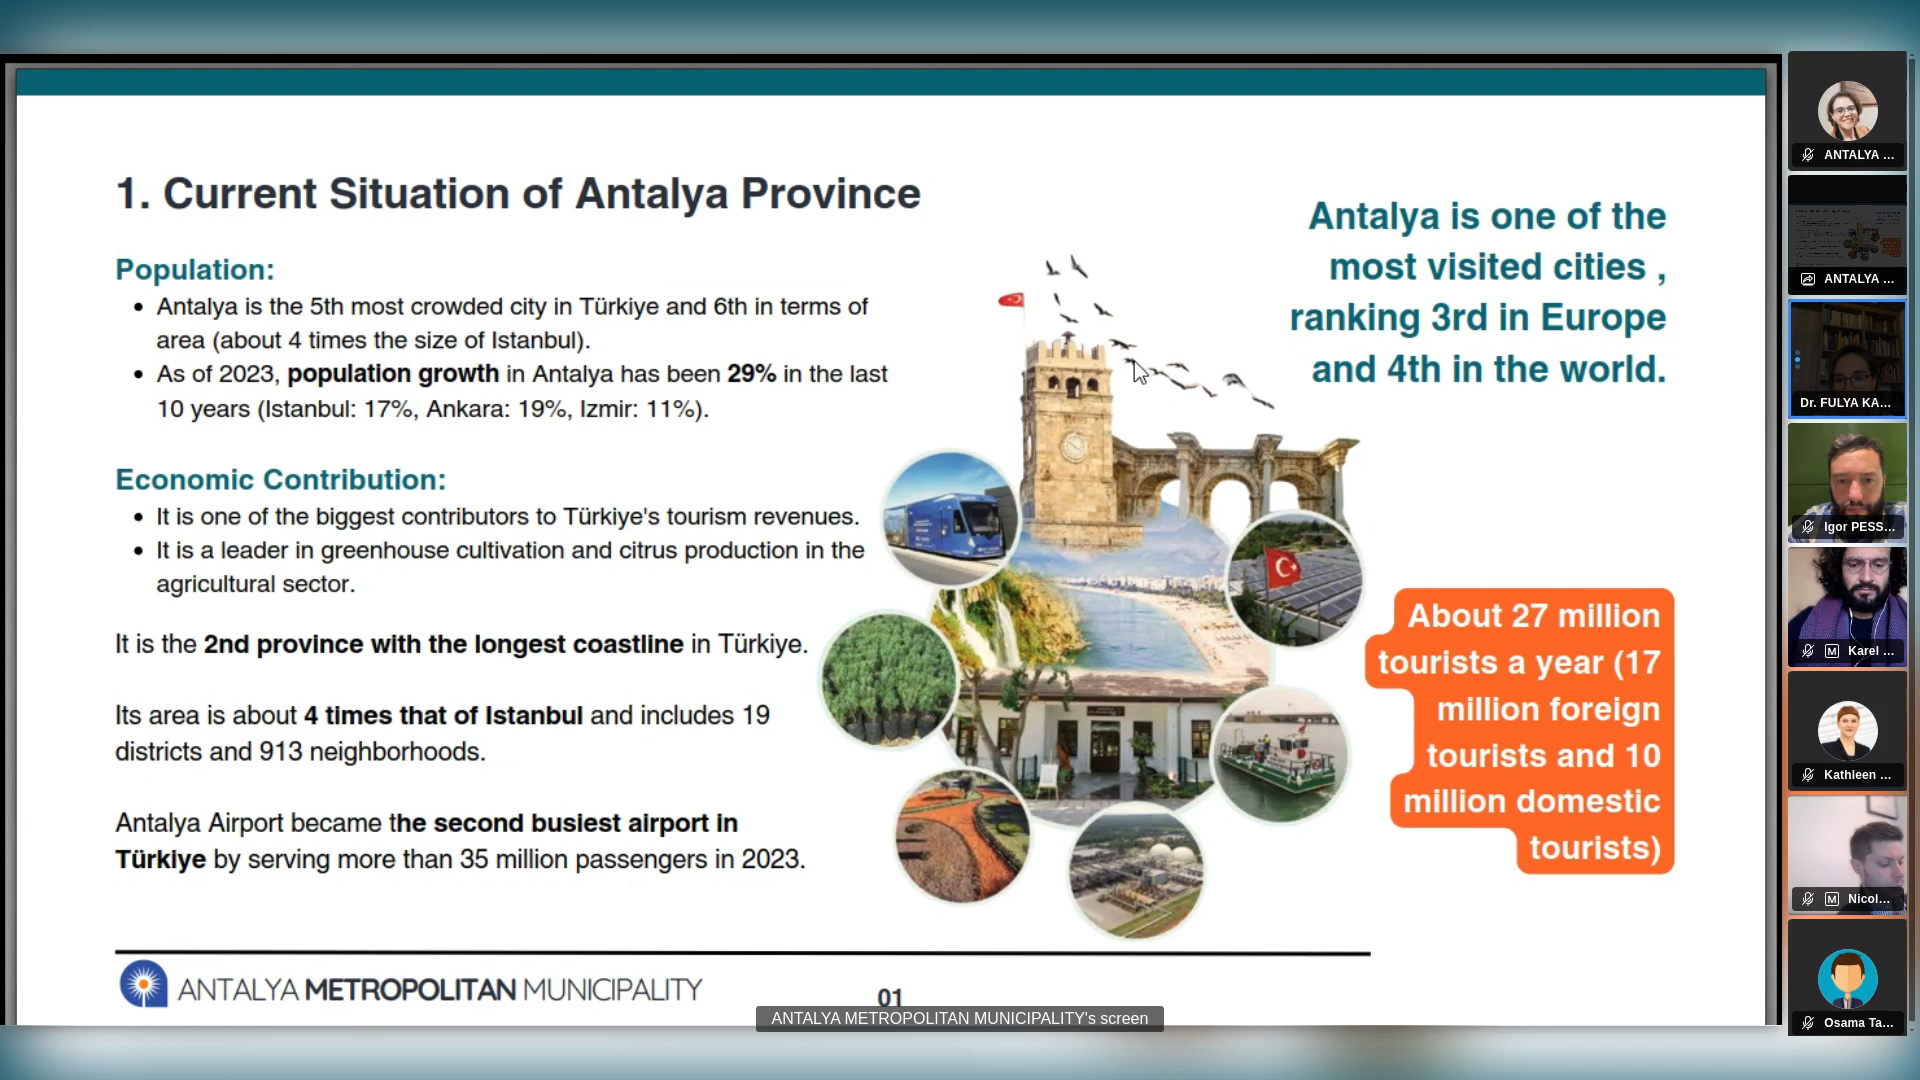 1. Current Situation of Antalya Province
Population:
• Antalya is the 5th most crowded city in Türkiye and 6th in terms of
area (about 4 times the size of Istanbul).
• As of 2023, population growth in Antalya has been 29% in the last
10 years (Istanbul: 17%, Ankara: 19%, Izmir: 11%).
Economic Contribution:
• It is one of the biggest contributors to Türkiye's tourism revenues.
• It is a leader in greenhouse cultivation and citrus production in the
agricultural sector.
It is the 2nd province with the longest coastline in Türkiye.
Its area is about 4 times that of Istanbul and includes 19
districts and 913 neighborhoods.
Antalya Airport became the second busiest airport in
Türkiye by serving more than 35 million passengers in 2023.
Antalya is one of the
most visited cities ,
ranking 3rd in Europe
and 4th in the world.
About 27 million
tourists a year (17
million foreign
tourists and 10
million domestic
tourists)
ANTALYA METROPOLITAN MUNICIPALITY
01
ANTALYA METROPOLITAN MUNICIPALITY's screen
ANTALYA ...
ANTALYA ...
Dr. FULYA KA...
Igor PESS...
M Karel ...
Kathleen ...
M Nicol...
Osama Ta...